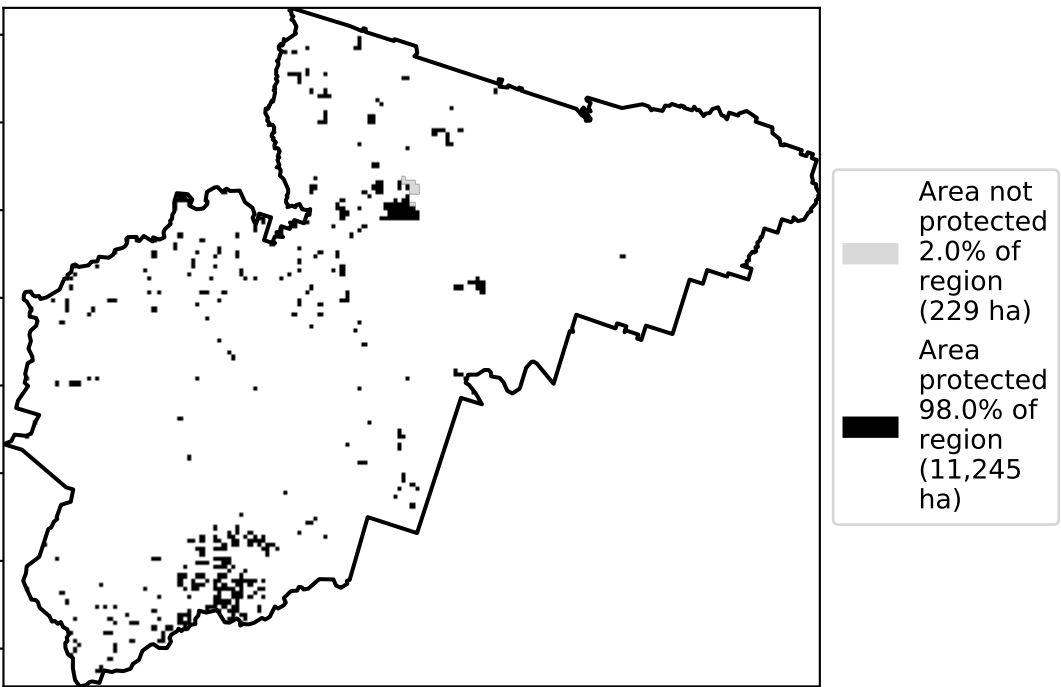 Area not
protected
2.0% of
region
(229 ha)
Area
protected
98.0% of
region
(11,245
ha)